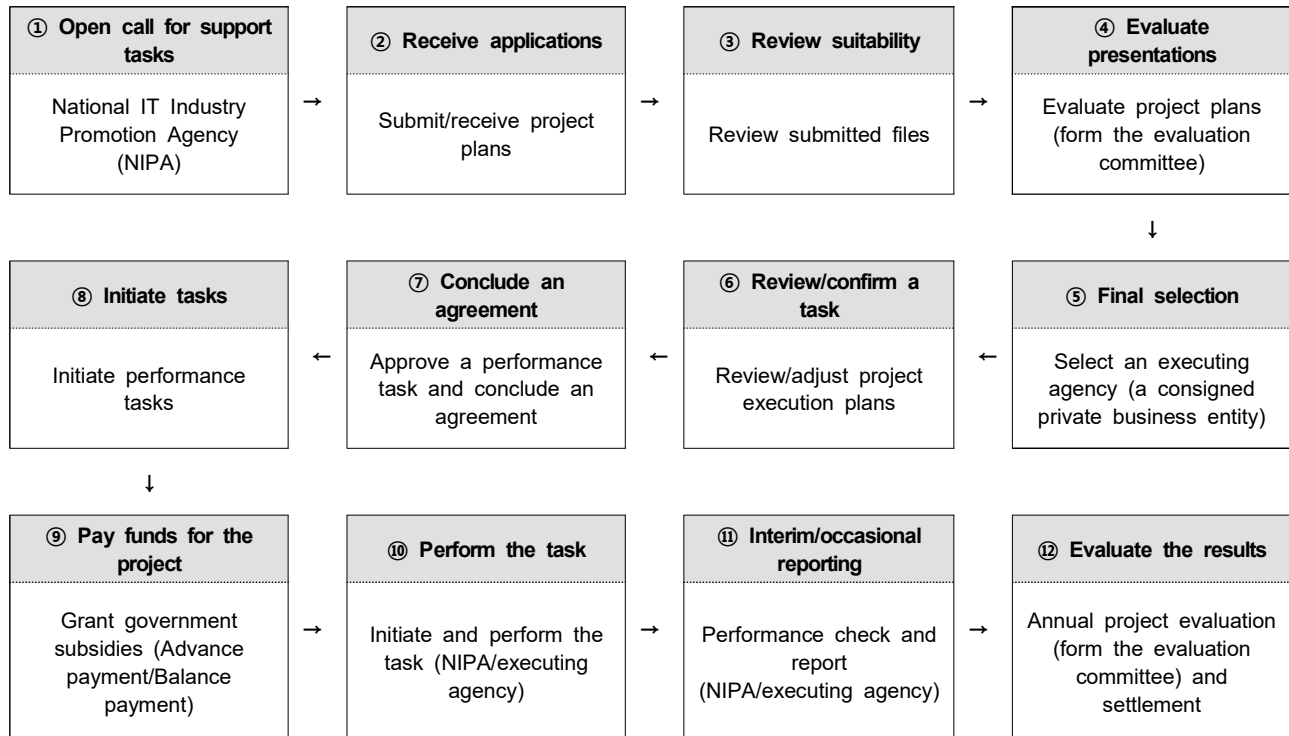 ① Open call for support
tasks
National IT Industry
Promotion Agency
(NIPA)
→
② Receive applications
Submit/receive project
plans
→
③ Review suitability
Review submitted files
→
④ Evaluate
presentations
Evaluate project plans
(form the evaluation
committee)
↓
⑤ Final selection
Select an executing
agency (a consigned
private business entity)
←
⑥ Review/confirm a
task
Review/adjust project
execution plans
←
⑦ Conclude an
agreement
Approve a performance
task and conclude an
agreement
←
⑧ Initiate tasks
Initiate performance
tasks
↓
⑨ Pay funds for the
project
Grant government
subsidies (Advance
payment/Balance
payment)
→
⑩ Perform the task
Initiate and perform the
task (NIPA/executing
agency)
→
⑪ Interim/occasional
reporting
Performance check and
report
(NIPA/executing agency)
→
⑫ Evaluate the results
Annual project evaluation
(form the evaluation
committee) and
settlement